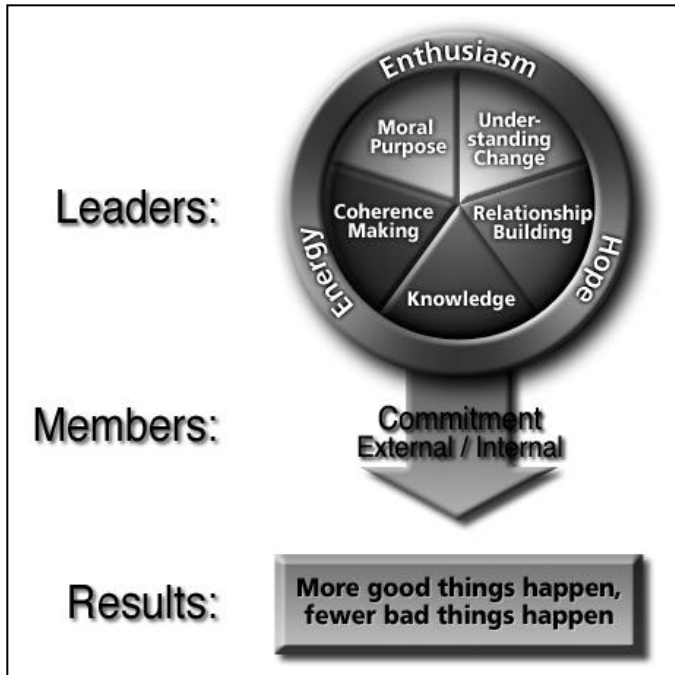 Enthusiasm
Moral
Purpose
Under-
standing
Change
Leaders:
Coherence
Making
Relationship
Building
Energy
Hope
Knowledge
Members:
Commitment
External / Internal
Results:
More good things happen,
fewer bad things happen